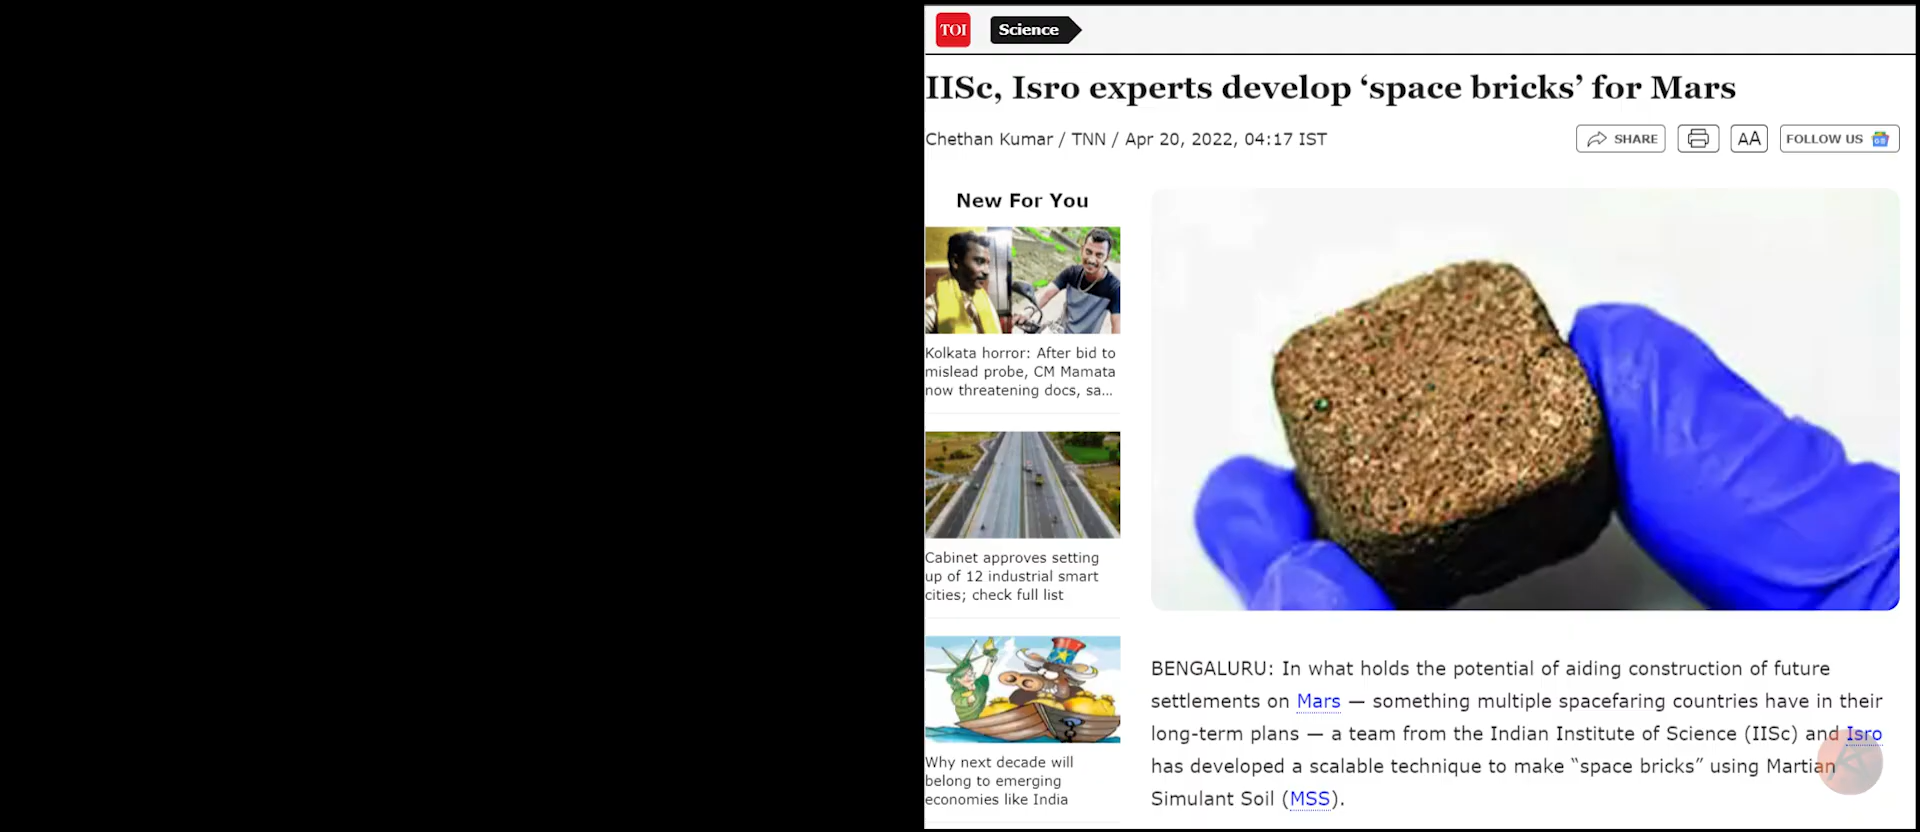 TOI
Science
IISc, Isro experts develop ‘space bricks’ for Mars
Chethan Kumar / TNN / Apr 20, 2022, 04:17 IST
SHARE
AA
FOLLOW US
New For You
Kolkata horror: After bid to
mislead probe, CM Mamata
now threatening docs, sa...
Cabinet approves setting
up of 12 industrial smart
cities; check full list
Why next decade will
belong to emerging
economies like India
BENGALURU: In what holds the potential of aiding construction of future
settlements on Mars — something multiple spacefaring countries have in their
long-term plans — a team from the Indian Institute of Science (IISc) and Isro
has developed a scalable technique to make “space bricks” using Martian
Simulant Soil (MSS).